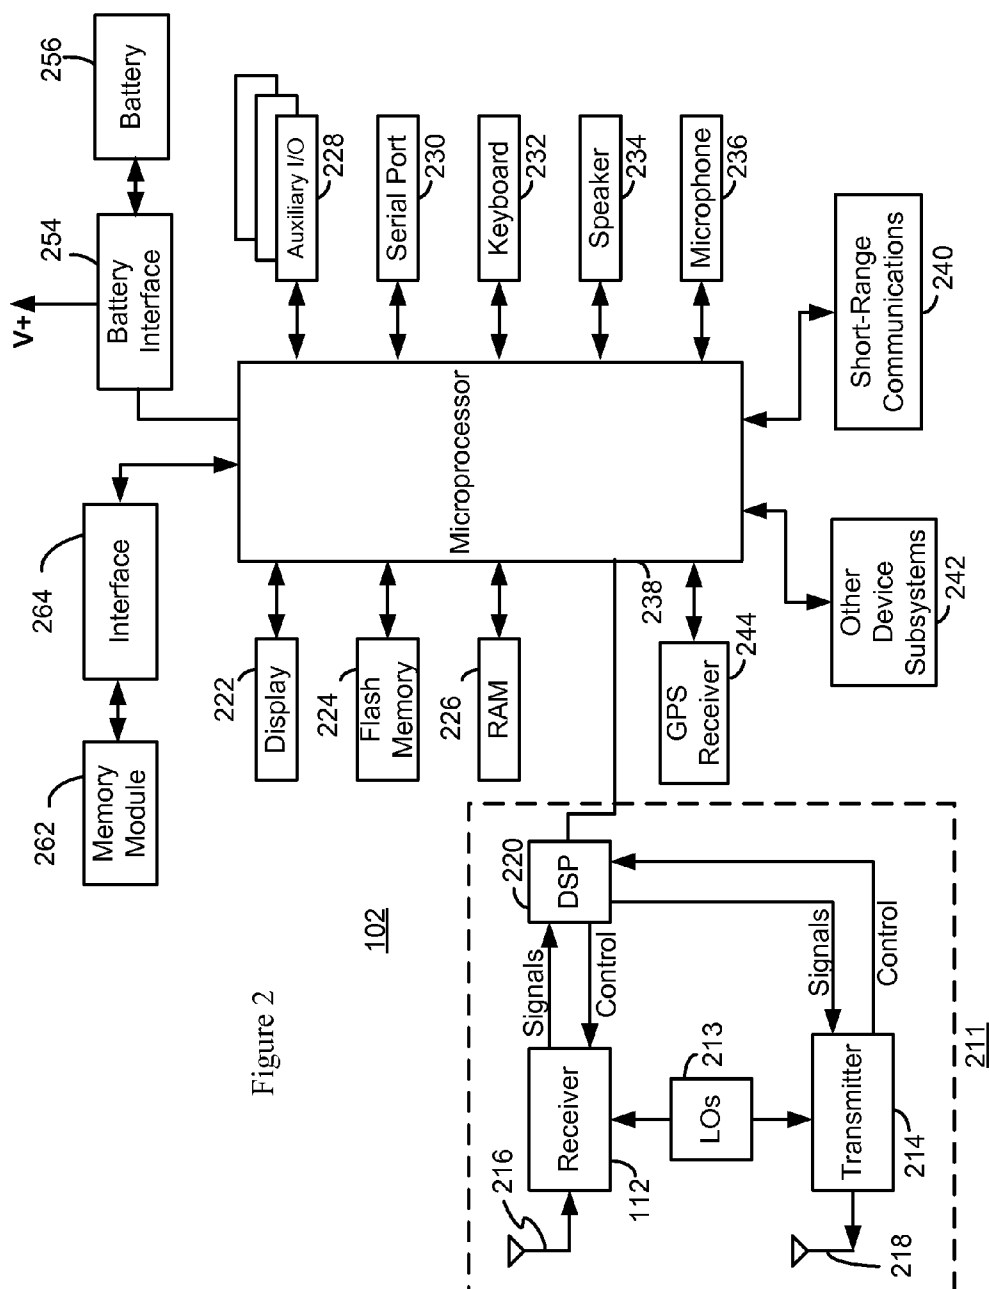 Figure 2
102
211
216
Receiver
112
Signals
Control
220
DSP
213
LOs
218
Transmitter
214
Signals
Control
262
Memory
Module
264
Interface
V+
254
Battery
Interface
256
Battery
222
Display
224
Flash
Memory
226
RAM
244
GPS
Receiver
Microprocessor
238
Auxiliary I/O
228
Serial Port
230
Keyboard
232
Speaker
234
Microphone
236
Other
Device
Subsystems
242
Short-Range
Communications
240